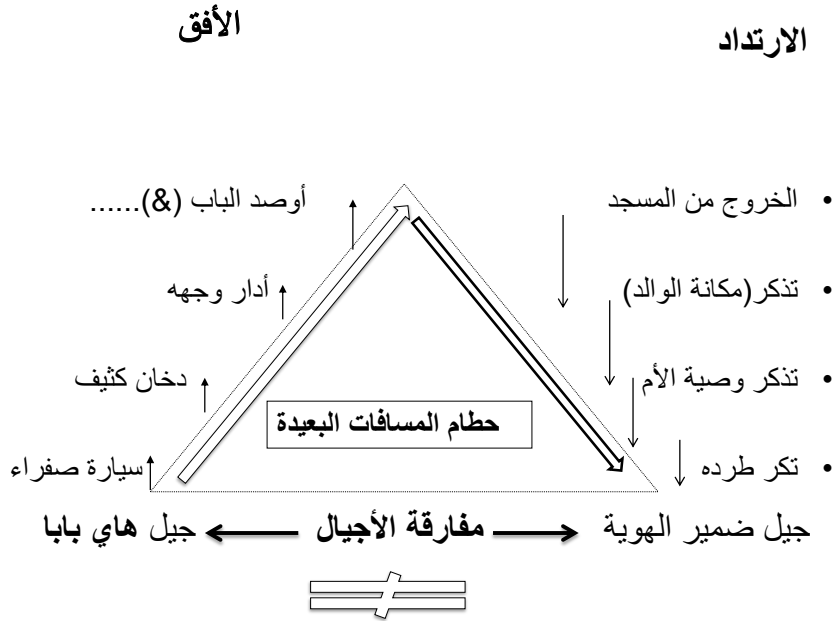 الأفق
الارتداد
• الخروج من المسجد
أوصد الباب (&)......
• تذكر(مكانة الوالد)
أدار وجهه
• تذكر وصية الأم
دخان كثيف
حطام المسافات البعيدة
• تكر طرده
سيارة صفراء
جيل ضمير الهوية مفارقة الأجيال جيل هاي بابا